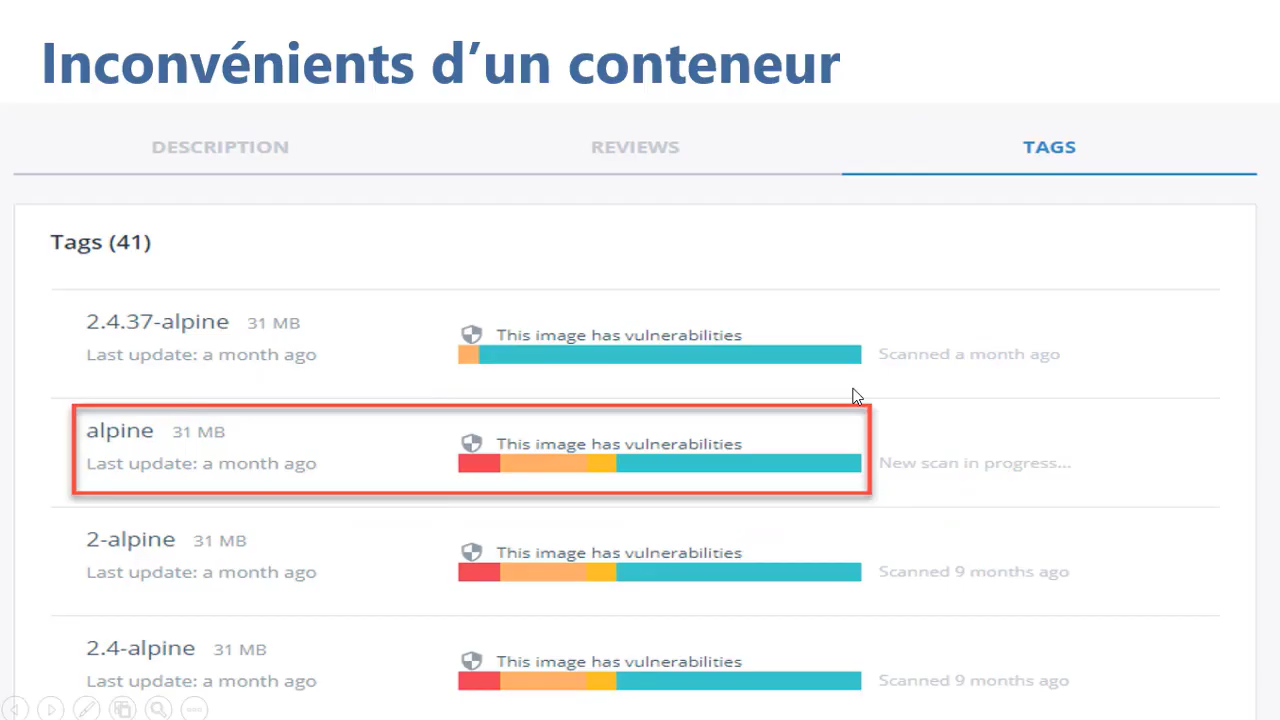 Inconvénients d’un conteneur
DESCRIPTION REVIEWS TAGS
Tags (41)
2.4.37-alpine 31 MB
This image has vulnerabilities
Last update: a month ago
Scanned a month ago
alpine 31 MB
This image has vulnerabilities
Last update: a month ago
New scan in progress...
2-alpine 31 MB
This image has vulnerabilities
Last update: a month ago
Scanned 9 months ago
2.4-alpine 31 MB
This image has vulnerabilities
Last update: a month ago
Scanned 9 months ago